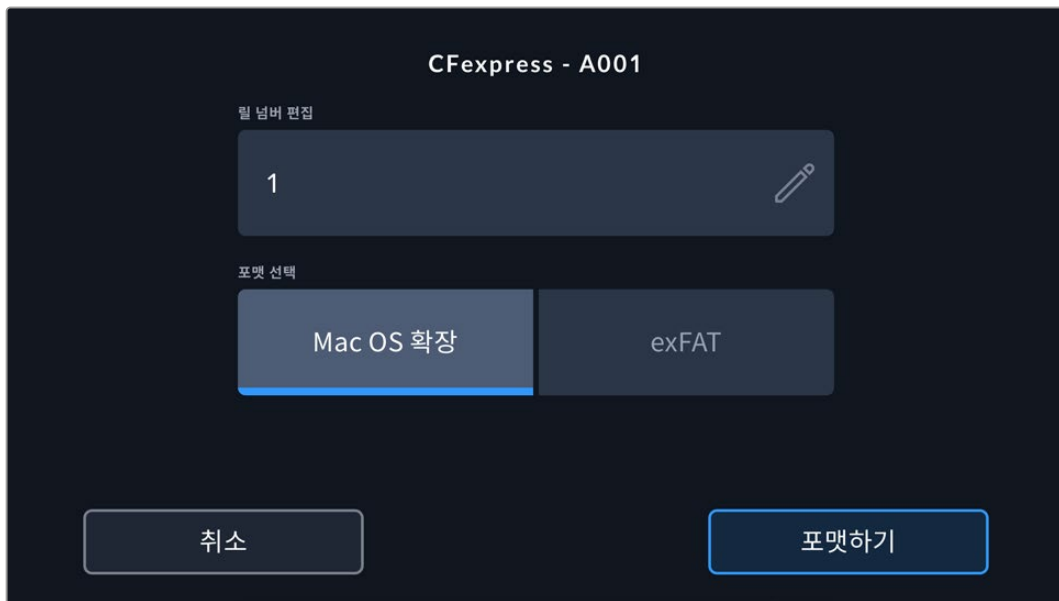 CFexpress - A001
릴 넘버 편집
1
포맷 선택
Mac OS 확장
exFAT
취소
포맷하기